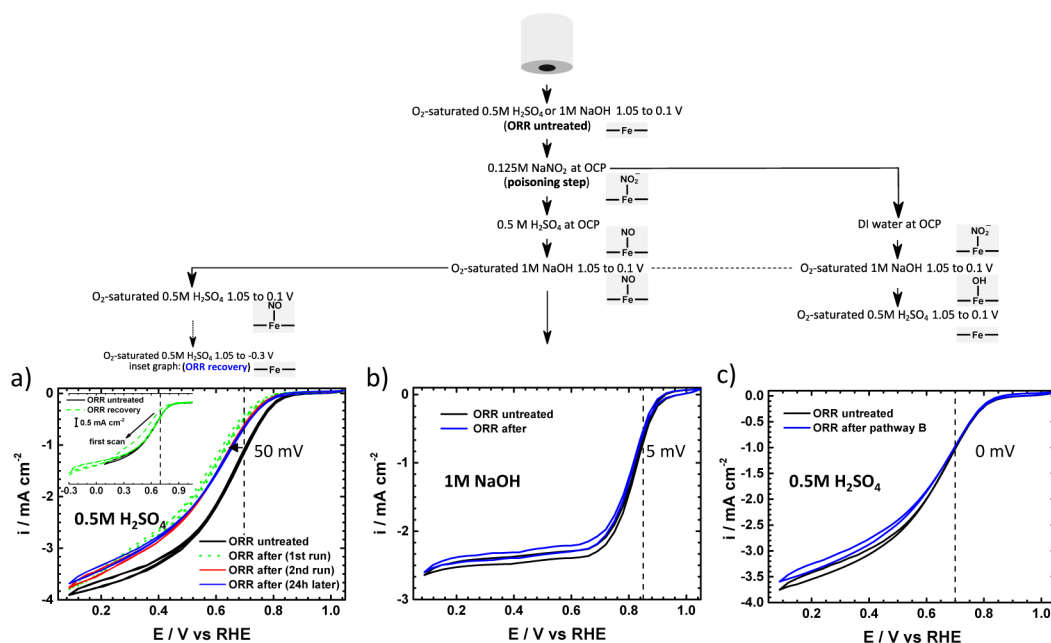 O2-saturated 0.5M H2SO4 or 1M NaOH 1.05 to 0.1 V
(ORR untreated)
Fe
0.125M NaNO2 at OCP
(poisoning step)
NO2-
Fe
0.5 M H2SO4 at OCP
NO
Fe
DI water at OCP
NO2-
Fe
O2-saturated 1M NaOH 1.05 to 0.1 V
NO
Fe
O2-saturated 1M NaOH 1.05 to 0.1 V
OH
Fe
O2-saturated 0.5M H2SO4 1.05 to 0.1 V
NO
Fe
O2-saturated 0.5M H2SO4 1.05 to 0.1 V
Fe
O2-saturated 0.5M H2SO4 1.05 to -0.3 V
inset graph: (ORR recovery)
Fe
a)
ORR untreated
ORR recovery
0.5 mA cm-2
first scan
-0.3 0.0 0.3 0.6 0.9
50 mV
0.5M H2SO4
ORR untreated
ORR after (1st run)
ORR after (2nd run)
ORR after (24h later)
0
-1
-2
-3
-4
i / mA cm-2
0.2 0.4 0.6 0.8 1.0
E / V vs RHE
b)
ORR untreated
ORR after
5 mV
1M NaOH
0
-1
-2
-3
i / mA cm-2
0.2 0.4 0.6 0.8 1.0
E / V vs RHE
c)
ORR untreated
ORR after pathway B
0 mV
0.5M H2SO4
0.0
-0.5
-1.0
-1.5
-2.0
-2.5
-3.0
-3.5
-4.0
i / mA cm-2
0.2 0.4 0.6 0.8 1.0
E / V vs RHE